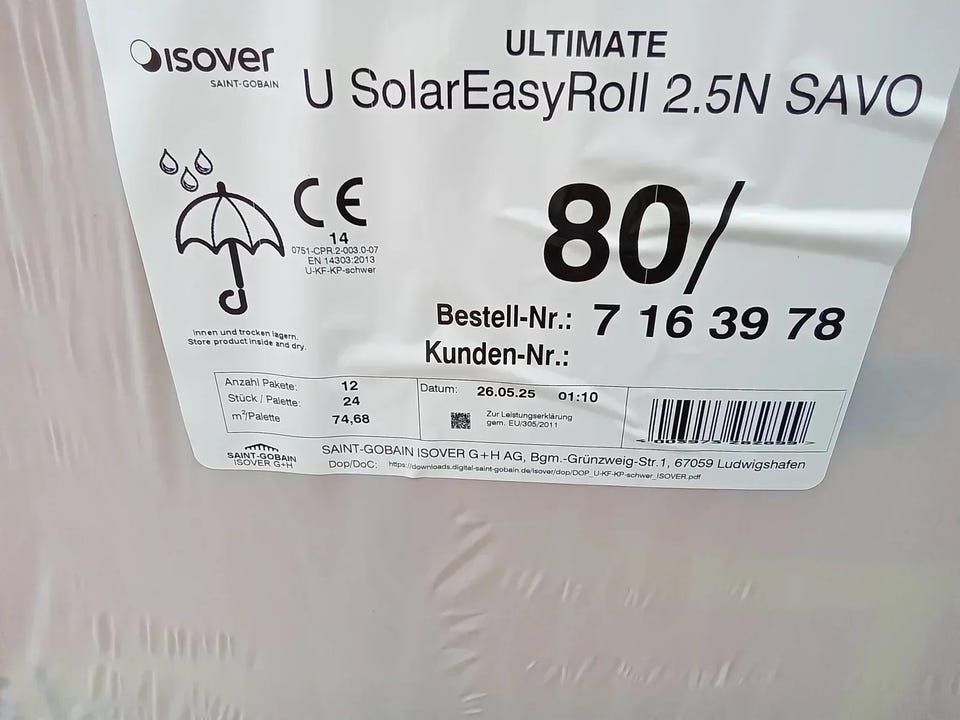 isover
SAINT-GOBAIN
ULTIMATE
U SolarEasyRoll 2.5N SAVO
CE
14
0751-CPR.2-003.0-07
EN 14303:2013
U-KF-KP-schwer
80/
Bestell-Nr.: 7 16 39 78
Kunden-Nr.:
Innen und trocken lagern.
Store product inside and dry.
Anzahl Pakete: 12
Stück / Palette: 24
m²/Palette 74,68
Datum: 26.05.25 01:10
Zur Leistungserklärung
gem. EU/305/2011
SAINT-GOBAIN
ISOVER G+H
SAINT-GOBAIN ISOVER G+H AG, Bgm.-Grünzweig-Str.1, 67059 Ludwigshafen
Dop/DoC: https://downloads.digital-saint-gobain.de/isover/dop/DOP_U-KF-KP-schwer_ISOVER.pdf